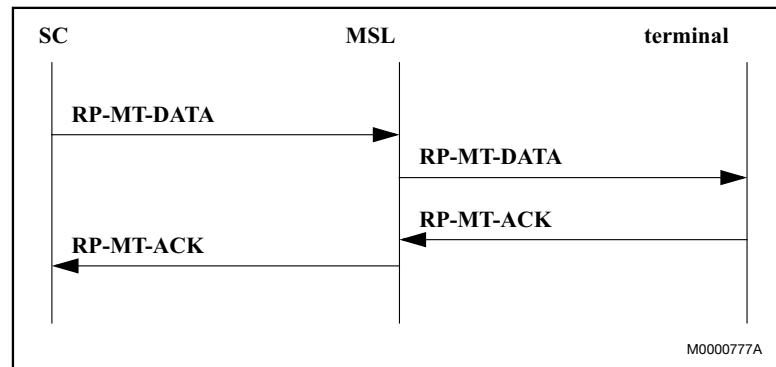 SC MSL terminal
RP-MT-DATA
RP-MT-DATA
RP-MT-ACK
RP-MT-ACK
M0000777A